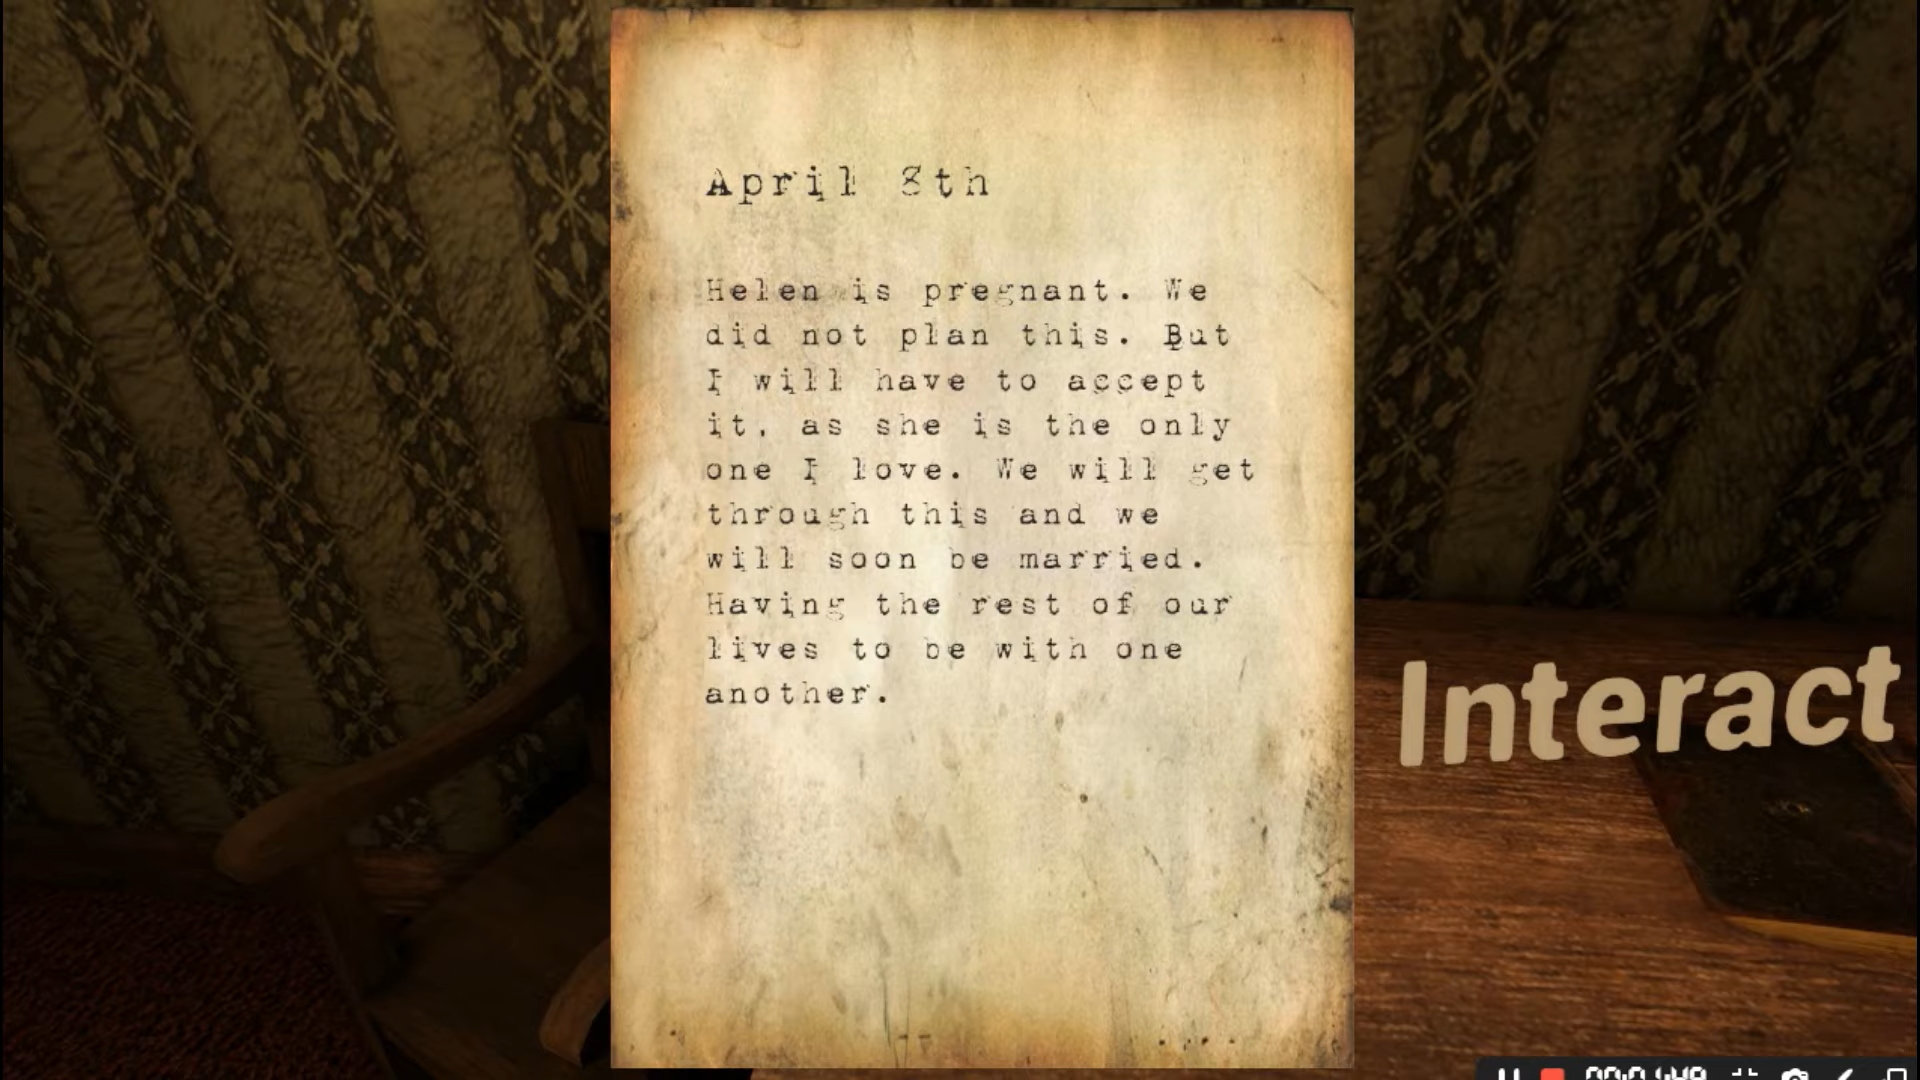 April 8th
Helen is pregnant. We
did not plan this. But
I will have to accept
it, as she is the only
one I love. We will get
through this and we
will soon be married.
Having the rest of our
lives to be with one
another.
Interact